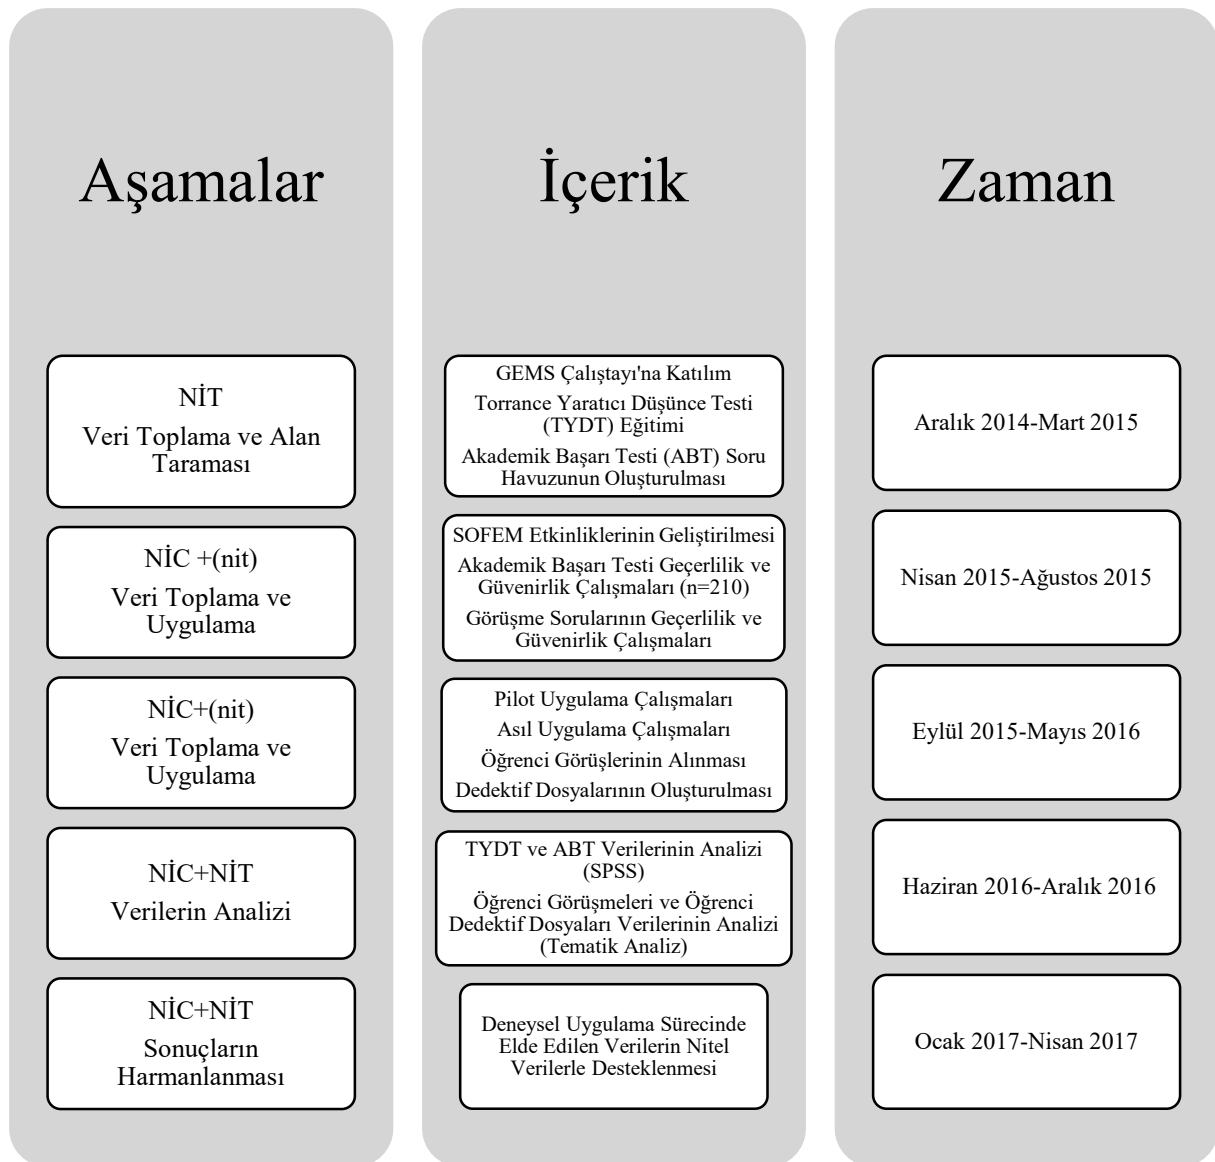 Aşamalar
NİT
Veri Toplama ve Alan
Taraması
NİC +(nit)
Veri Toplama ve
Uygulama
NİC+(nit)
Veri Toplama ve
Uygulama
NİC+NİT
Verilerin Analizi
NİC+NİT
Sonuçların
Harmanlanması
İçerik
GEMS Çalıştayı'na Katılım
Torrance Yaratıcı Düşünce Testi
(TYDT) Eğitimi
Akademik Başarı Testi (ABT) Soru
Havuzunun Oluşturulması
SOFEM Etkinliklerinin Geliştirilmesi
Akademik Başarı Testi Geçerlilik ve
Güvenirlik Çalışmaları (n=210)
Görüşme Sorularının Geçerlilik ve
Güvenirlik Çalışmaları
Pilot Uygulama Çalışmaları
Asıl Uygulama Çalışmaları
Öğrenci Görüşlerinin Alınması
Dedektif Dosyalarının Oluşturulması
TYDT ve ABT Verilerinin Analizi
(SPSS)
Öğrenci Görüşmeleri ve Öğrenci
Dedektif Dosyaları Verilerinin Analizi
(Tematik Analiz)
Deneysel Uygulama Sürecinde
Elde Edilen Verilerin Nitel
Verilerle Desteklenmesi
Zaman
Aralık 2014-Mart 2015
Nisan 2015-Ağustos 2015
Eylül 2015-Mayıs 2016
Haziran 2016-Aralık 2016
Ocak 2017-Nisan 2017